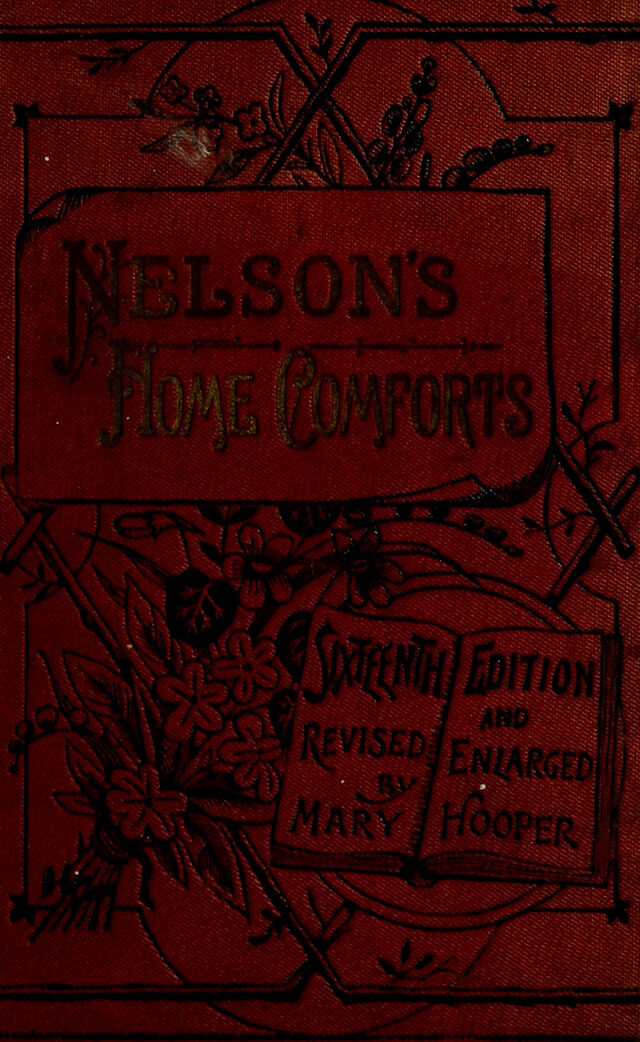 NELSON'S
HOME COMFORTS
SIXTEENTH EDITION
REVISED AND
BY ENLARGED
MARY HOOPER